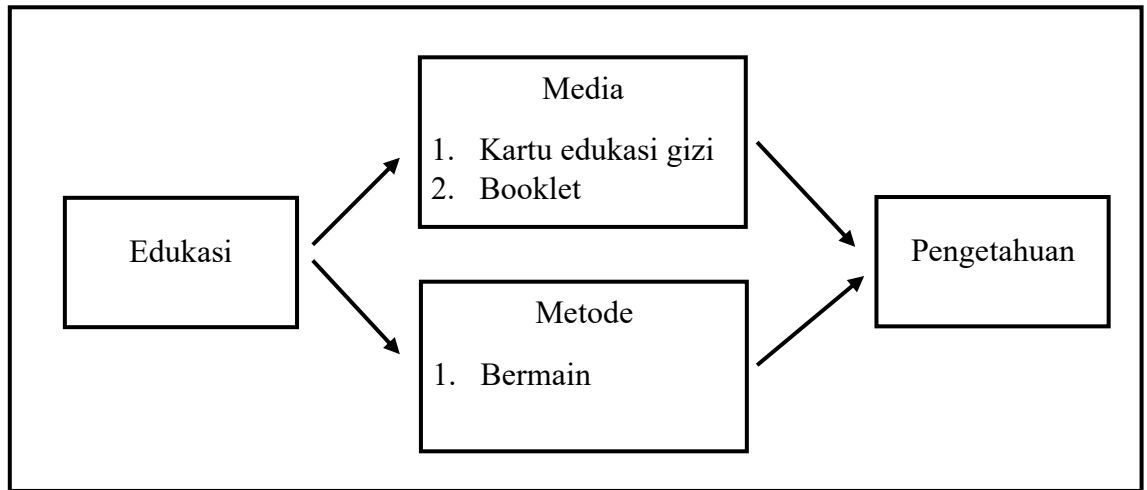 Edukasi
Media
1. Kartu edukasi gizi
2. Booklet
Metode
1. Bermain
Pengetahuan